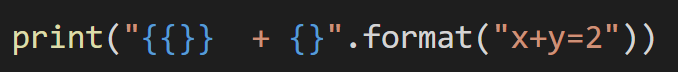 print("{{}}  + {}".format("x+y=2"))